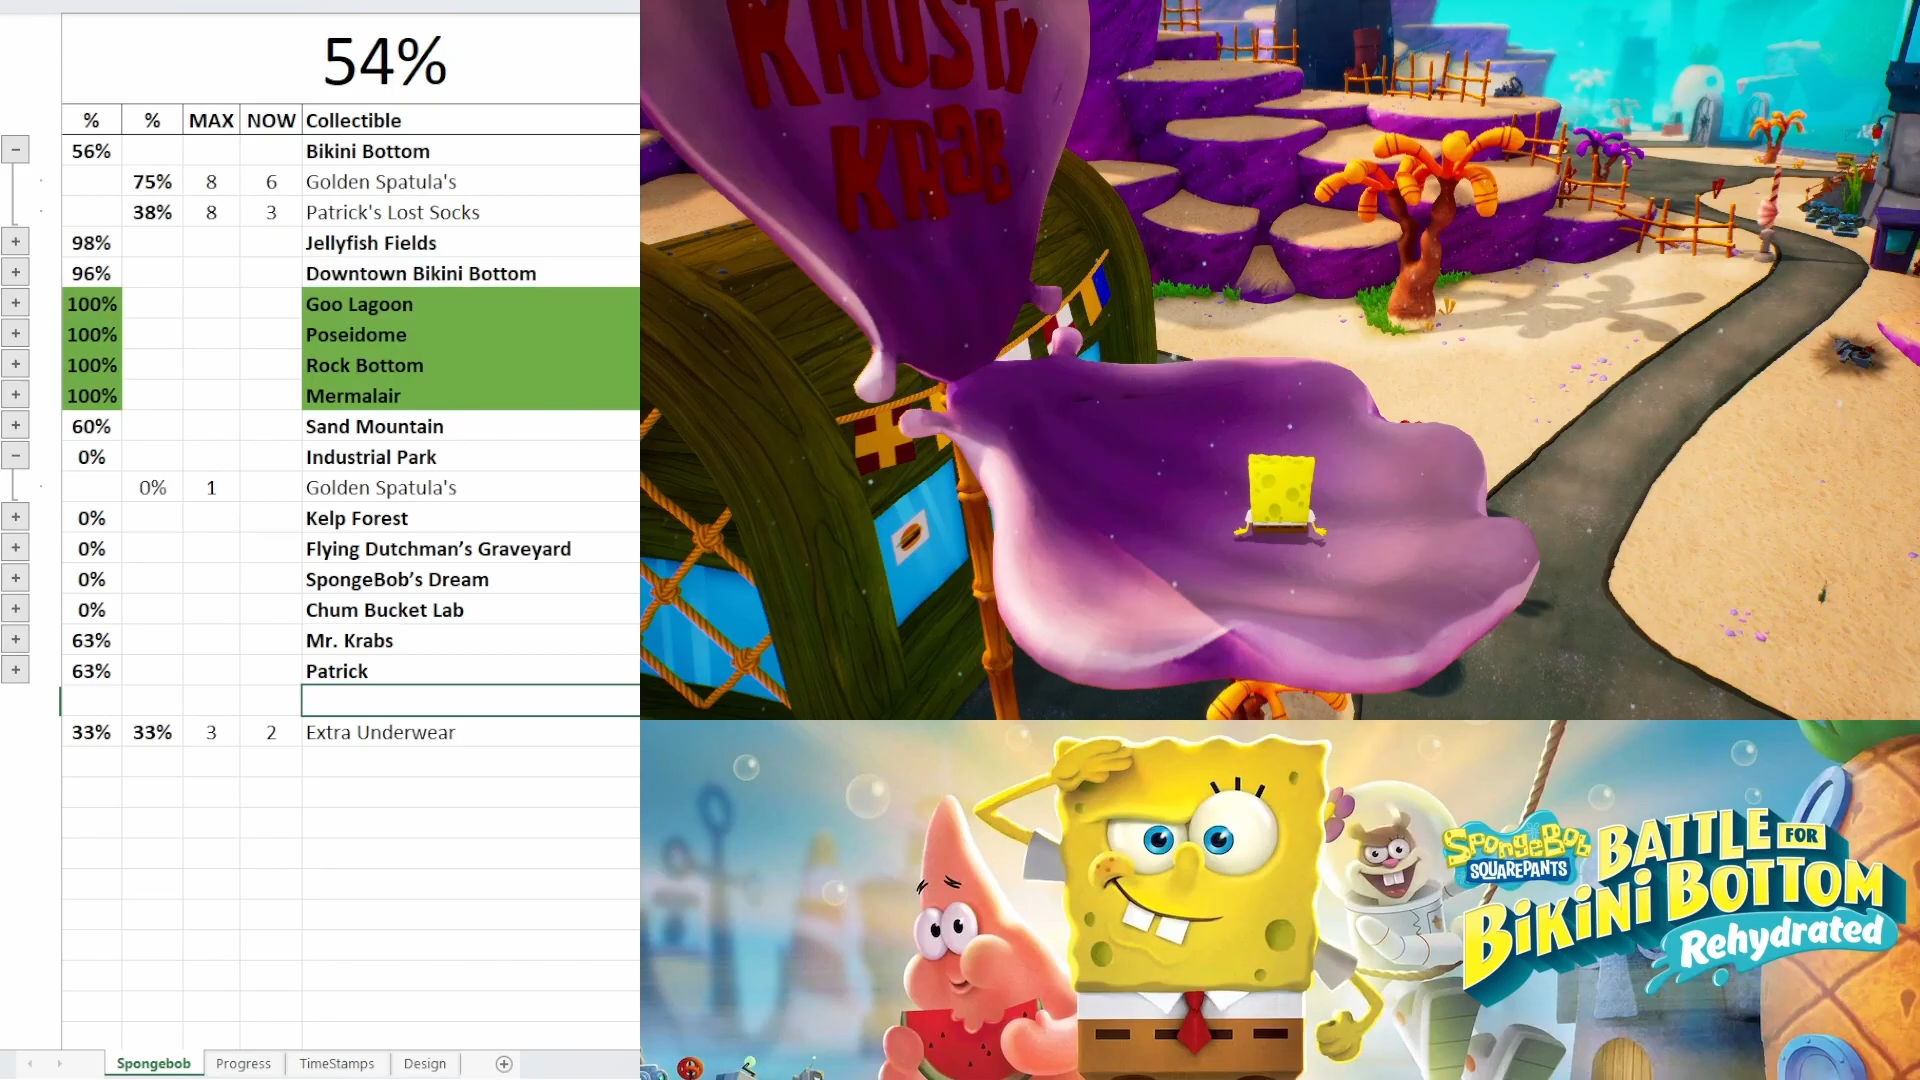 54%
% % MAX NOW Collectible
56% Bikini Bottom
75% 8 6 Golden Spatula's
38% 8 3 Patrick's Lost Socks
98% Jellyfish Fields
96% Downtown Bikini Bottom
100% Goo Lagoon
100% Poseidome
100% Rock Bottom
100% Mermalair
60% Sand Mountain
0% Industrial Park
0% 1 Golden Spatula's
0% Kelp Forest
0% Flying Dutchman’s Graveyard
0% SpongeBob’s Dream
0% Chum Bucket Lab
63% Mr. Krabs
63% Patrick
33% 33% 3 2 Extra Underwear
Spongebob Progress TimeStamps Design
KRUSTY
KRAB
SpongeBob
SQUAREPANTS
BATTLE FOR
BIKINI BOTTOM
Rehydrated